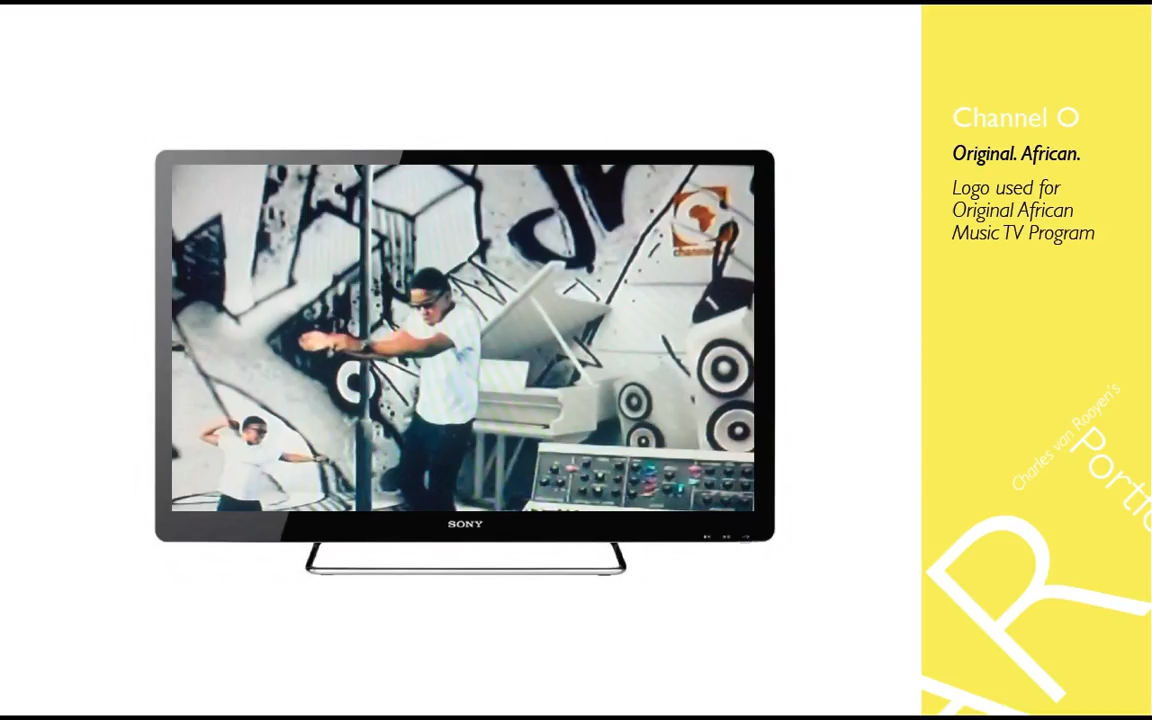 Channel O
Original. African.
Logo used for
Original African
Music TV Program
SONY
Charles van Rooyen's
Portfo
R